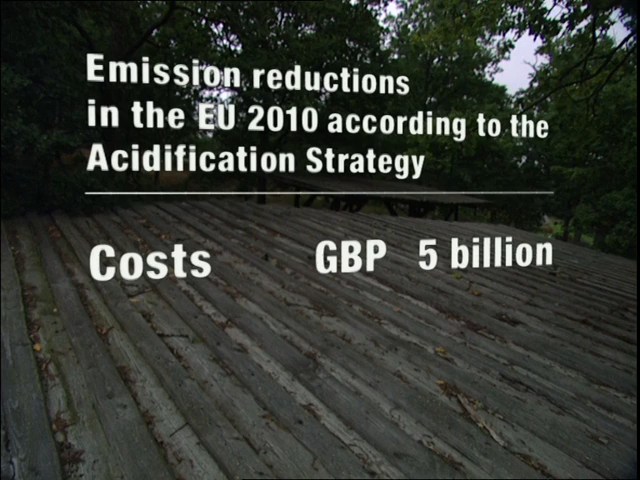 Emission reductions
in the EU 2010 according to the
Acidification Strategy
Costs GBP 5 billion